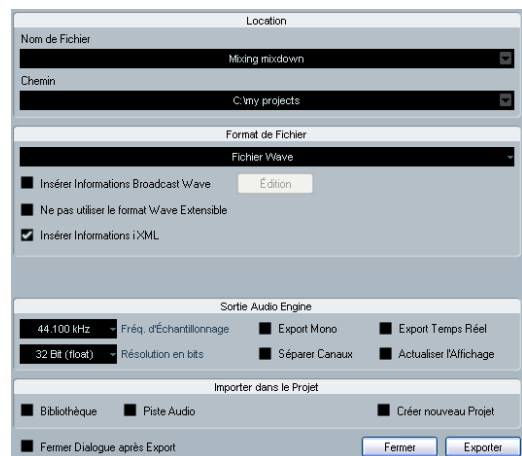 Location
Nom de Fichier
Mixing mixdown
Chemin
C:\my projects
Format de Fichier
Fichier Wave
Insérer Informations Broadcast Wave Édition
Ne pas utiliser le format Wave Extensible
Insérer Informations iXML
Sortie Audio Engine
44.100 kHz Fréq. d'Échantillonnage Export Mono Export Temps Réel
32 Bit (float) Résolution en bits Séparer Canaux Actualiser l'Affichage
Importer dans le Projet
Bibliothèque Piste Audio Créer nouveau Projet
Fermer Dialogue après Export Fermer Exporter